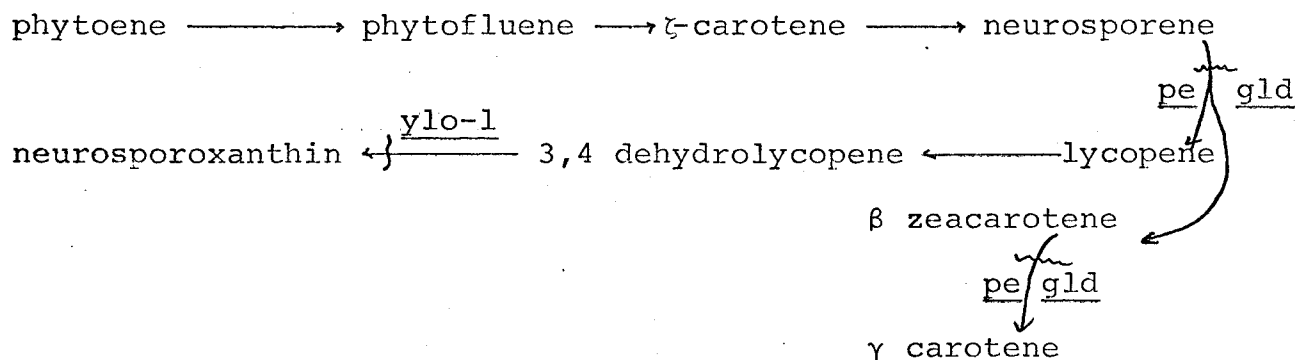 phytoene → phytofluene → ζ-carotene → neurosporene
pe gld
ylo-1
neurosporoxanthin ← 3,4 dehydrolycopene ← lycopene
β zeacarotene
pe gld
γ carotene